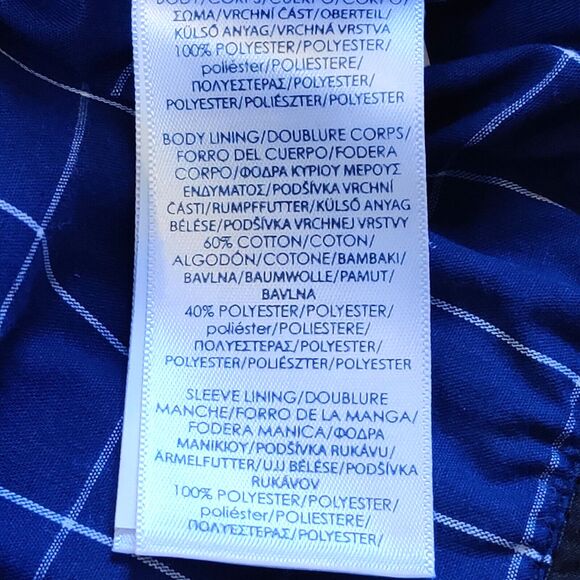 BODY/CORPS/CUERPO/CORPO/
ΣΩΜΑ/VRCHNÍ ČÁST/OBERTEIL/
KÜLSŐ ANYAG/VRCHNÁ VRSTVA
100% POLYESTER/POLYESTER/
poliéster/POLIESTERE/
ΠΟΛΥΕΣΤΕΡΑΣ/POLYESTER/
POLYESTER/POLIÉSZTER/POLYESTER
BODY LINING/DOUBLURE CORPS/
FORRO DEL CUERPO/FODERA
CORPO/ΦΟΔΡΑ ΚΥΡΙΟΥ ΜΕΡΟΥΣ
ΕΝΔΥΜΑΤΟΣ/PODŠÍVKA VRCHNÍ
ČÁSTI/RUMPFFUTTER/KÜLSŐ ANYAG
BÉLÉSE/PODŠÍVKA VRCHNEJ VRSTVY
60% COTTON/COTON/
ALGODÓN/COTONE/ΒΑΜΒΑΚΙ/
BAVLNA/BAUMWOLLE/PAMUT/
BAVLNA
40% POLYESTER/POLYESTER/
poliéster/POLIESTERE/
ΠΟΛΥΕΣΤΕΡΑΣ/POLYESTER/
POLYESTER/POLIÉSZTER/POLYESTER
SLEEVE LINING/DOUBLURE
MANCHE/FORRO DE LA MANGA/
FODERA MANICA/ΦΟΔΡΑ
ΜΑΝΙΚΙΟΥ/PODŠÍVKA RUKÁVU/
ÄRMELFUTTER/UJJ BÉLÉSE/PODŠÍVKA
RUKÁVOV
100% POLYESTER/POLYESTER/
poliéster/POLIESTERE/
ΠΟΛΥΕΣΤΕΡΑΣ/POLYESTER/